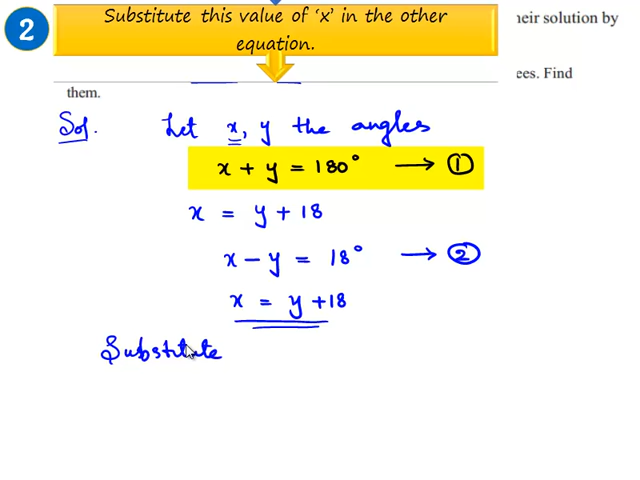 2
Substitute this value of ‘x’ in the other
equation.
heir solution by
ees. Find
them.
Sol. Let x, y the angles
x + y = 180° → 1
x = y + 18
x - y = 18° → 2
x = y + 18
Substitute